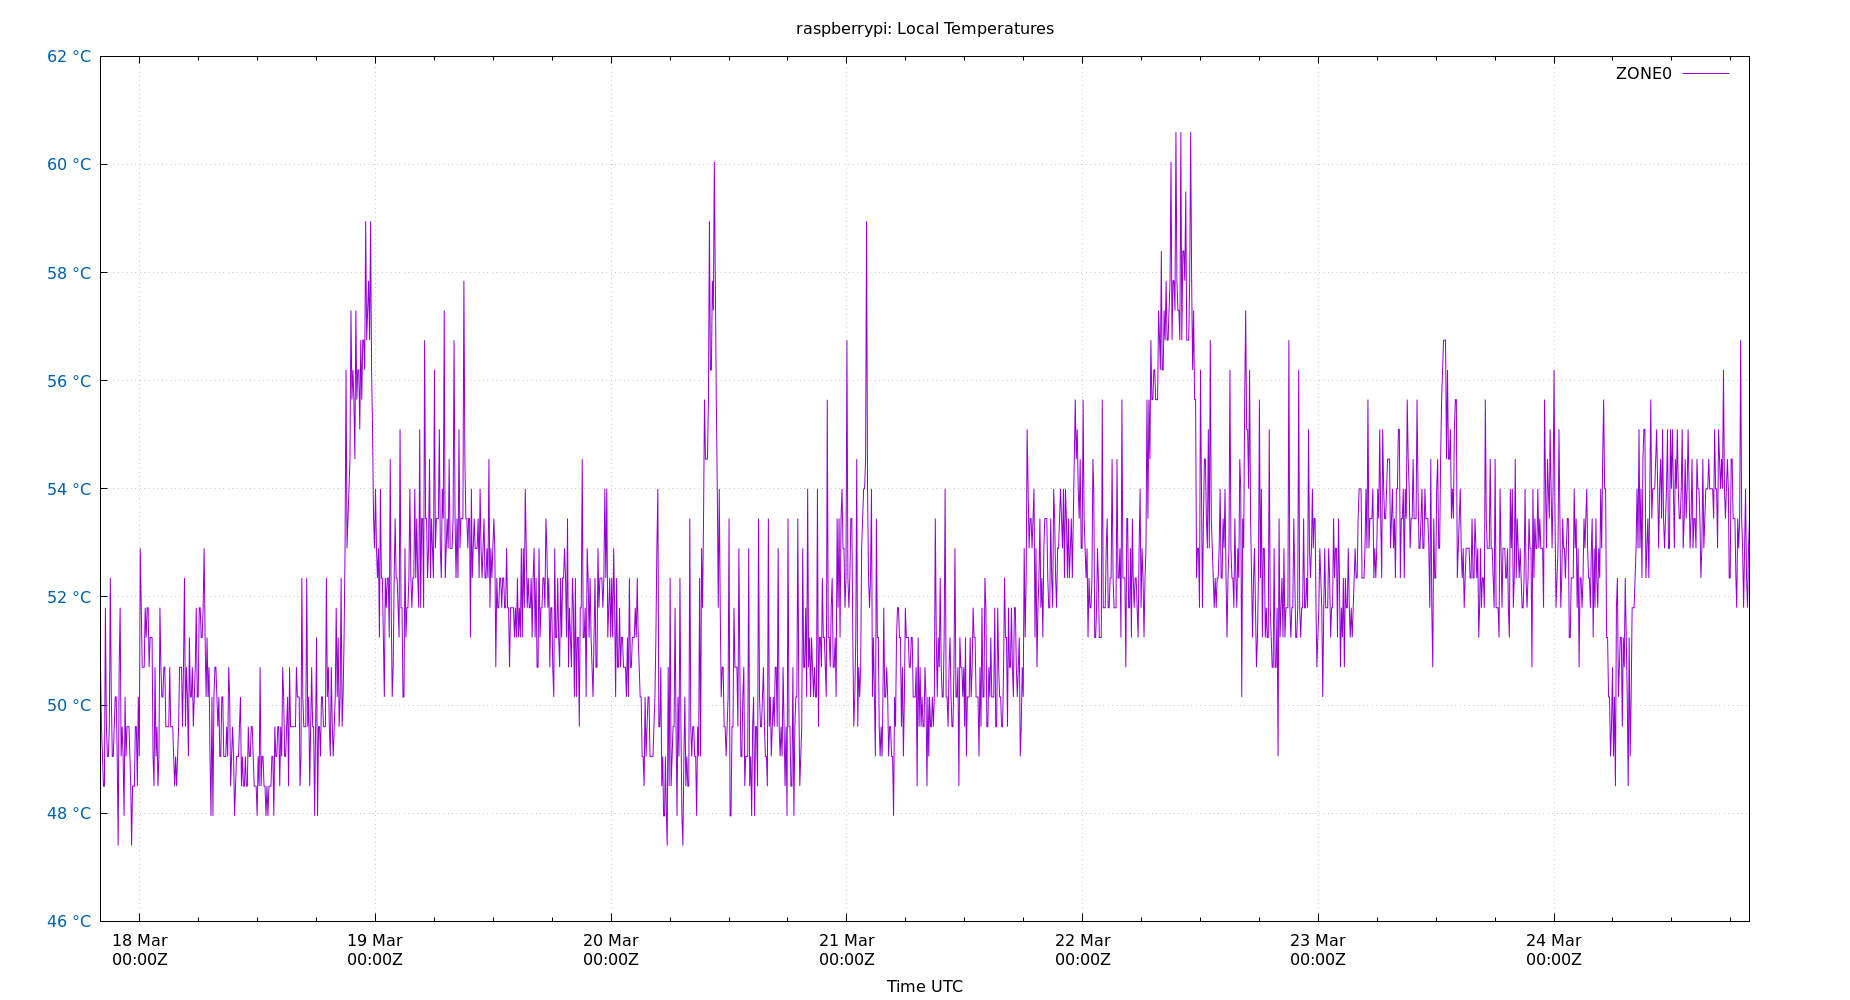 raspberrypi: Local Temperatures
62 °C
ZONE0
60 °C
58 °C
56 °C
54 °C
52 °C
50 °C
48 °C
46 °C
18 Mar 19 Mar 20 Mar 21 Mar 22 Mar 23 Mar 24 Mar
00:00Z 00:00Z 00:00Z 00:00Z 00:00Z 00:00Z 00:00Z
Time UTC